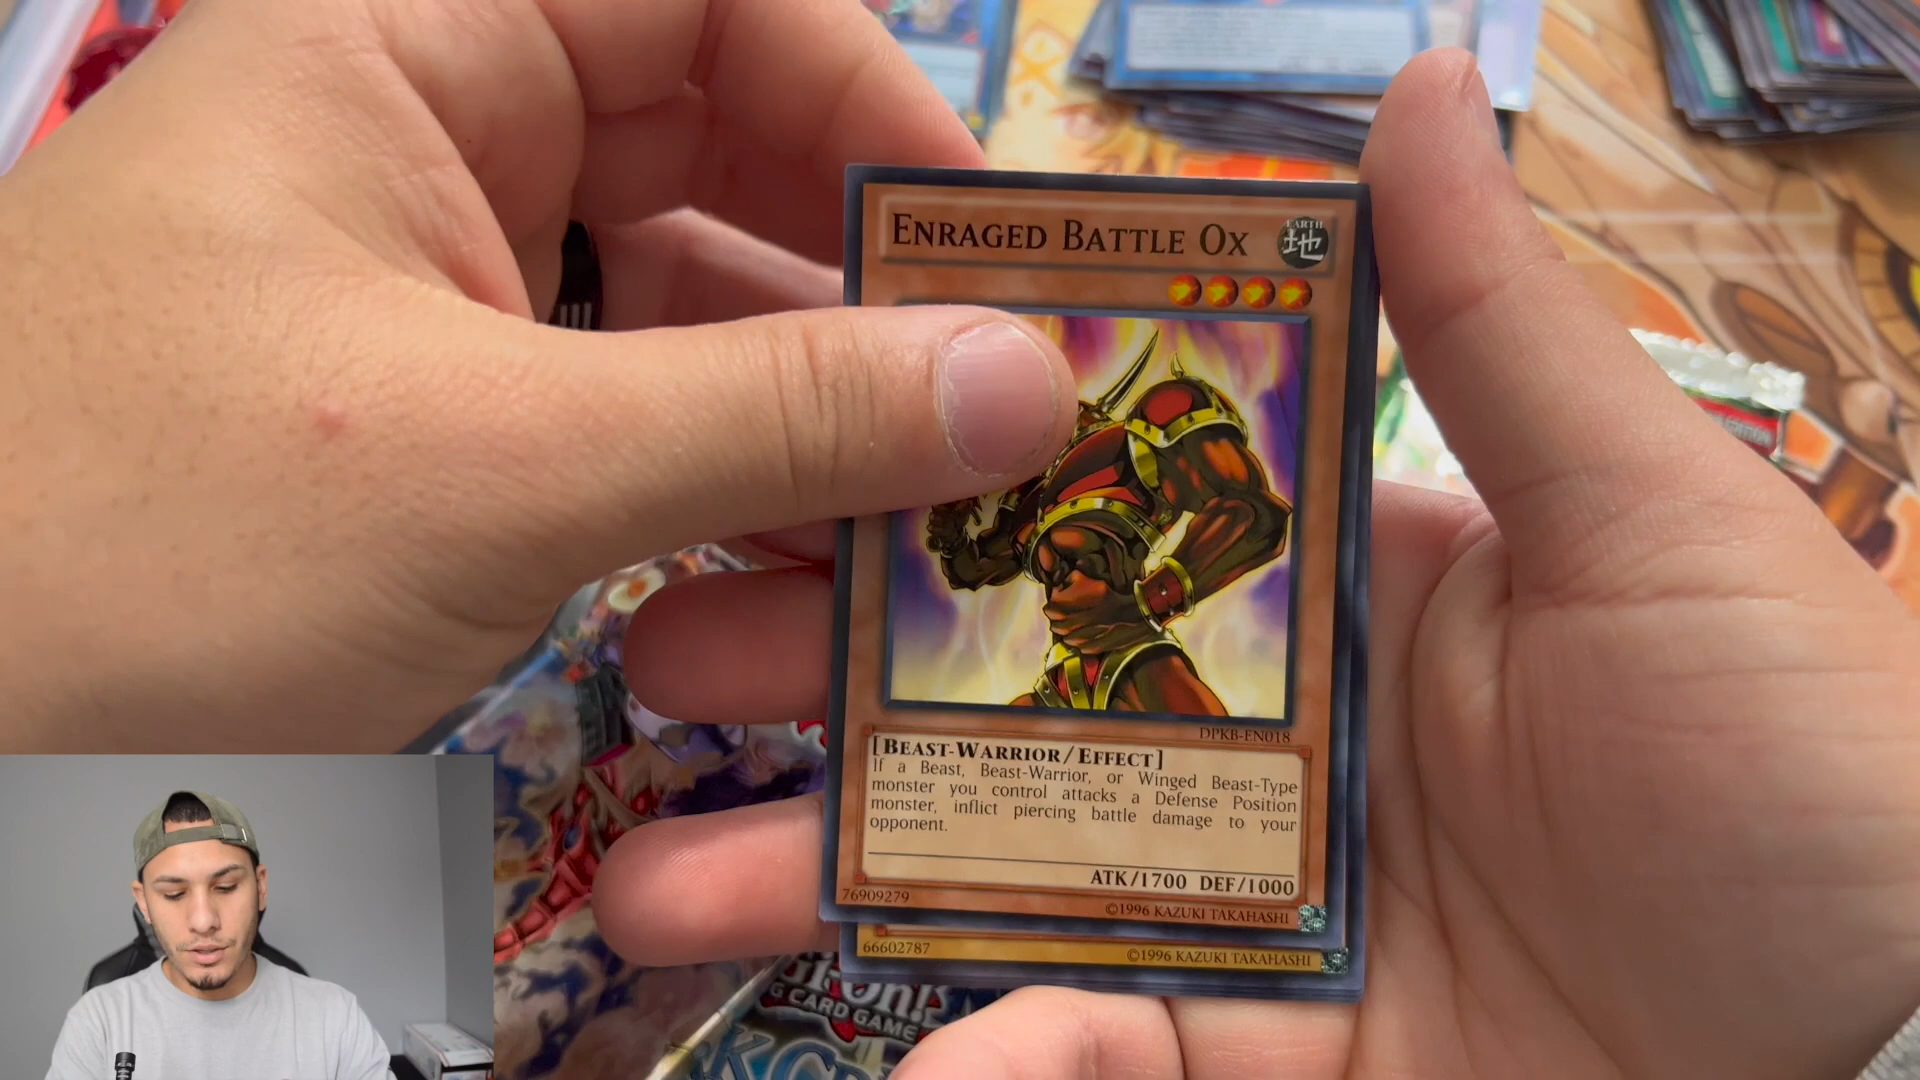 ENRAGED BATTLE OX
EARTH
地
DPKB-EN018
[BEAST-WARRIOR/EFFECT]
If a Beast, Beast-Warrior, or Winged Beast-Type
monster you control attacks a Defense Position
monster, inflict piercing battle damage to your
opponent.
ATK/1700 DEF/1000
76909279
©1996 KAZUKI TAKAHASHI
66602787
©1996 KAZUKI TAKAHASHI
G CARD GAME